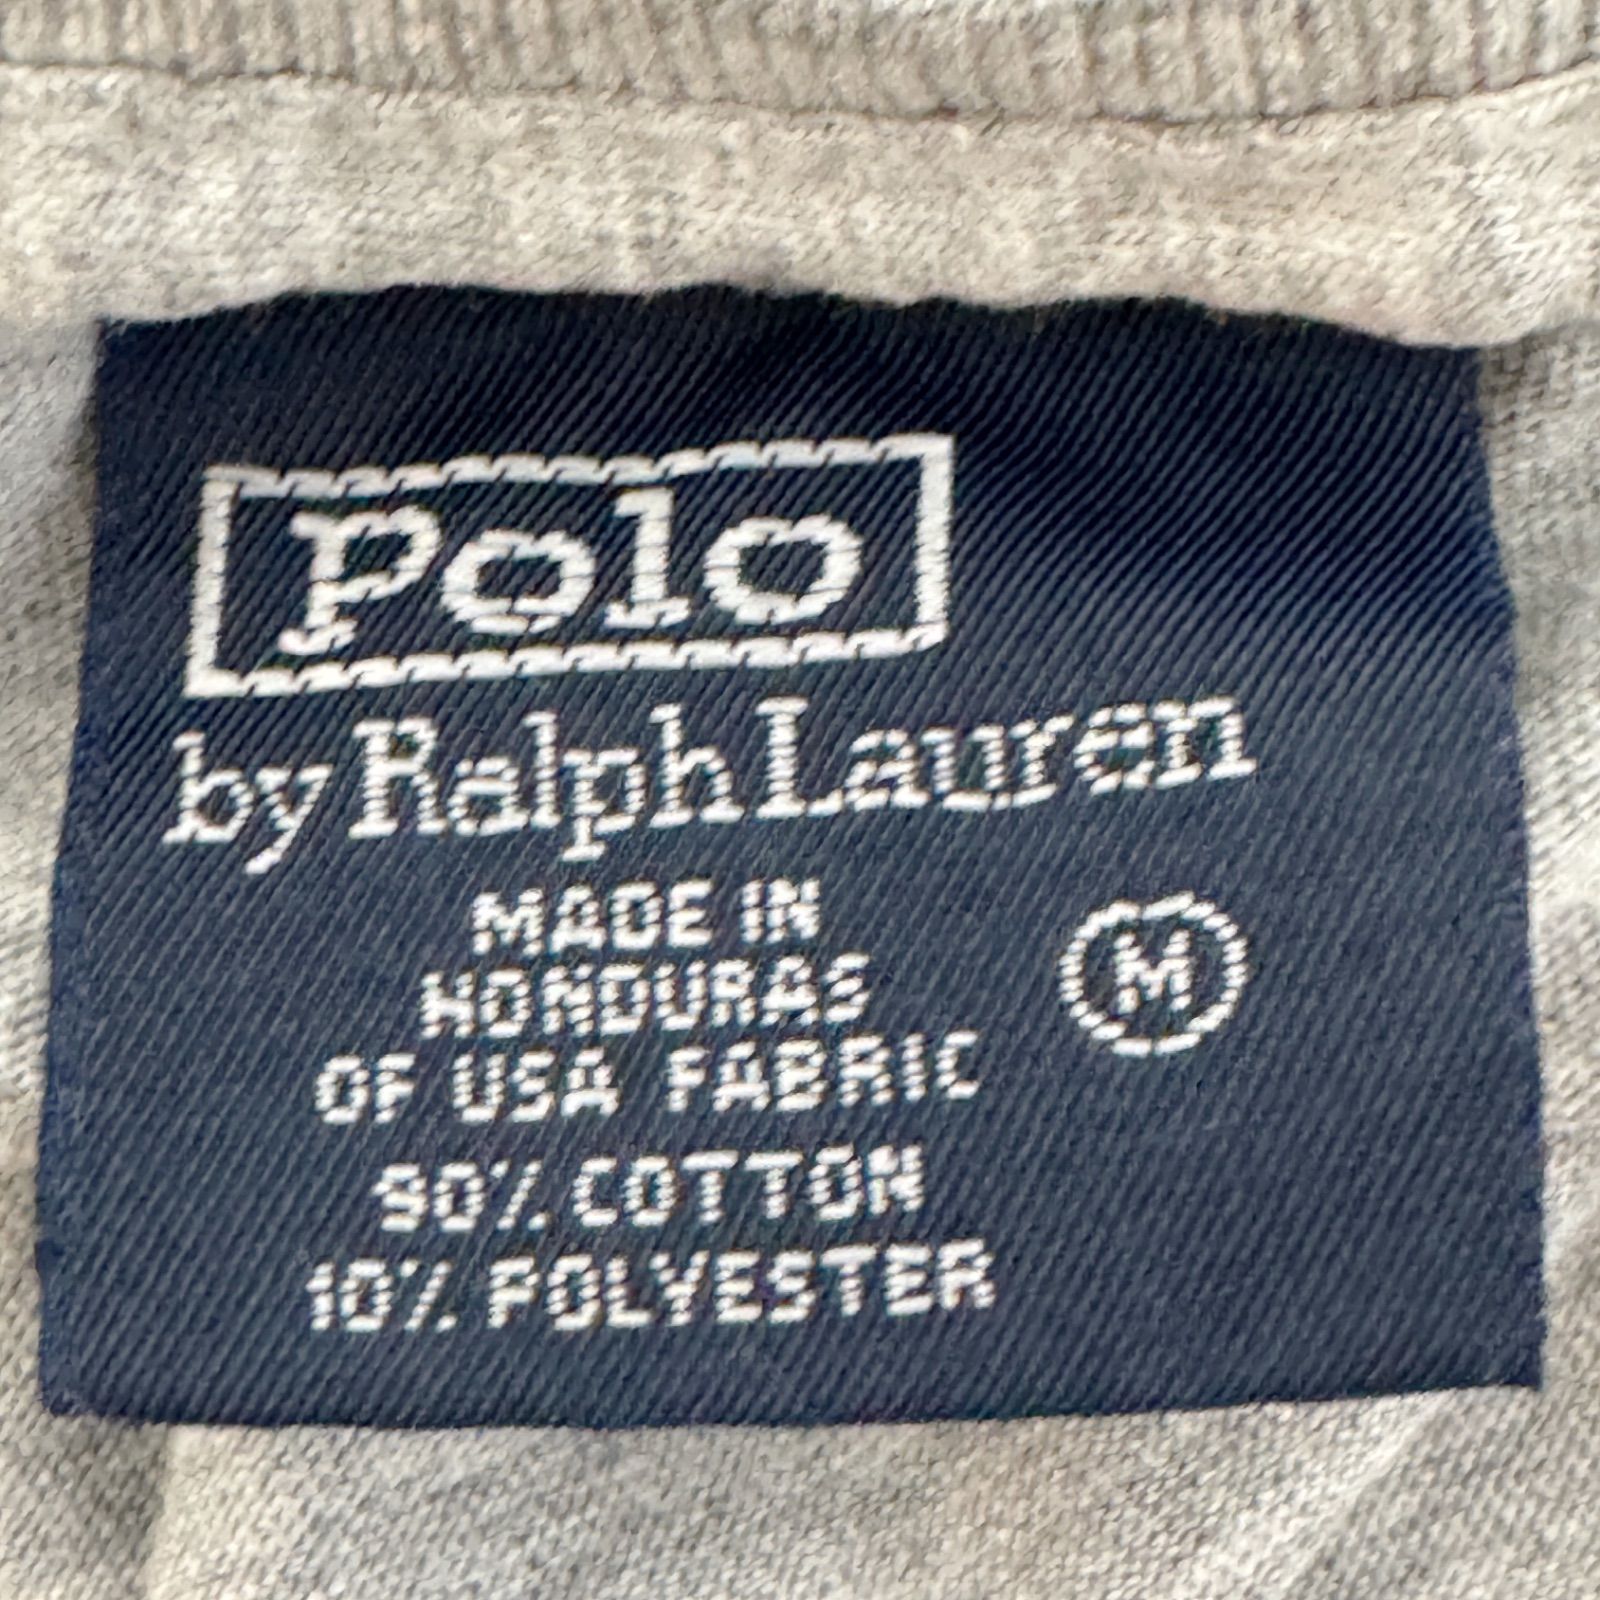 Polo
by Ralph Lauren
MADE IN
HONDURAS
OF USA FABRIC
M
90% COTTON
10% POLYESTER